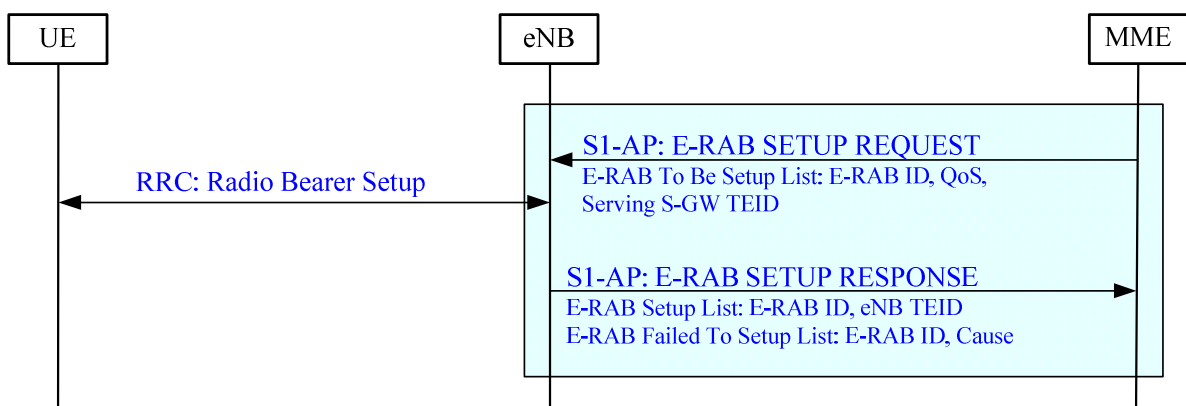 UE
eNB
MME
S1-AP: E-RAB SETUP REQUEST
E-RAB To Be Setup List: E-RAB ID, QoS,
Serving S-GW TEID
RRC: Radio Bearer Setup
S1-AP: E-RAB SETUP RESPONSE
E-RAB Setup List: E-RAB ID, eNB TEID
E-RAB Failed To Setup List: E-RAB ID, Cause